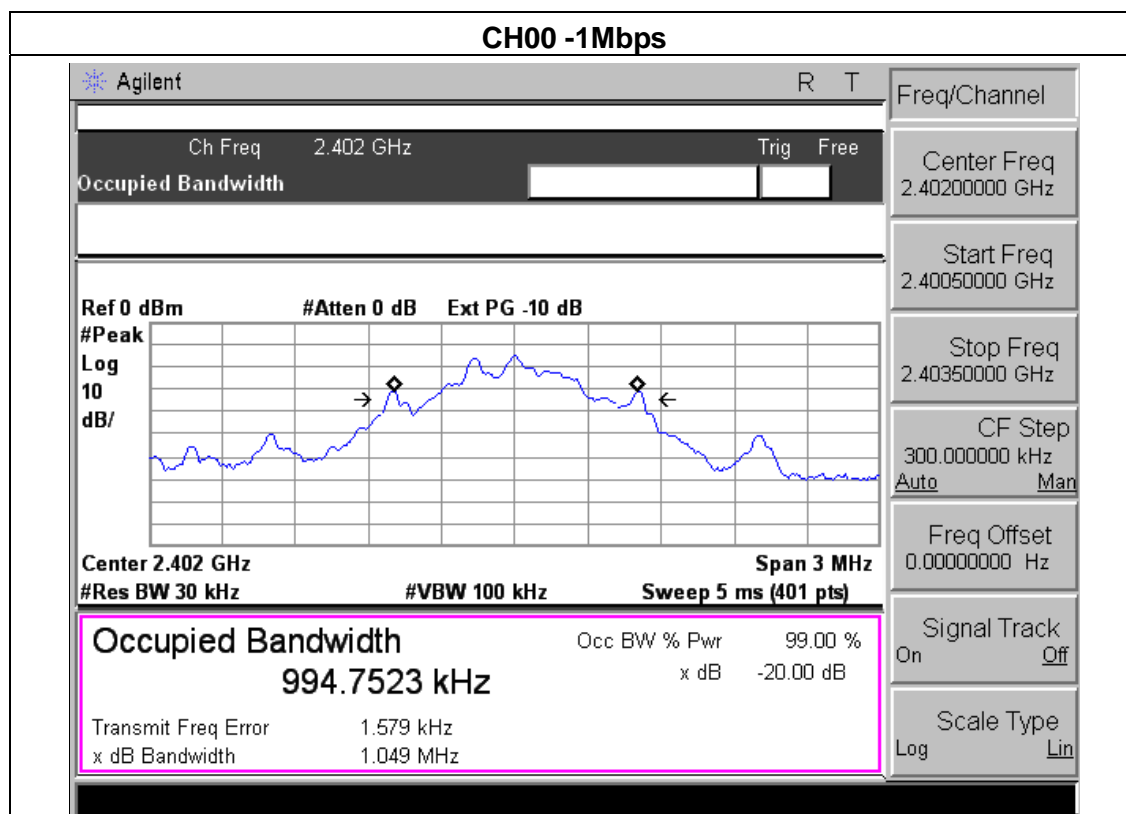 CH00 -1Mbps
Agilent R T
Ch Freq 2.402 GHz Trig Free
Occupied Bandwidth
Ref 0 dBm #Atten 0 dB Ext PG -10 dB
#Peak
Log
10
dB/
Center 2.402 GHz Span 3 MHz
#Res BW 30 kHz #VBW 100 kHz Sweep 5 ms (401 pts)
Occupied Bandwidth Occ BW % Pwr 99.00 %
994.7523 kHz x dB -20.00 dB
Transmit Freq Error 1.579 kHz
x dB Bandwidth 1.049 MHz
Freq/Channel
Center Freq
2.40200000 GHz
Start Freq
2.40050000 GHz
Stop Freq
2.40350000 GHz
CF Step
300.000000 kHz
Auto Man
Freq Offset
0.00000000 Hz
Signal Track
On Off
Scale Type
Log Lin